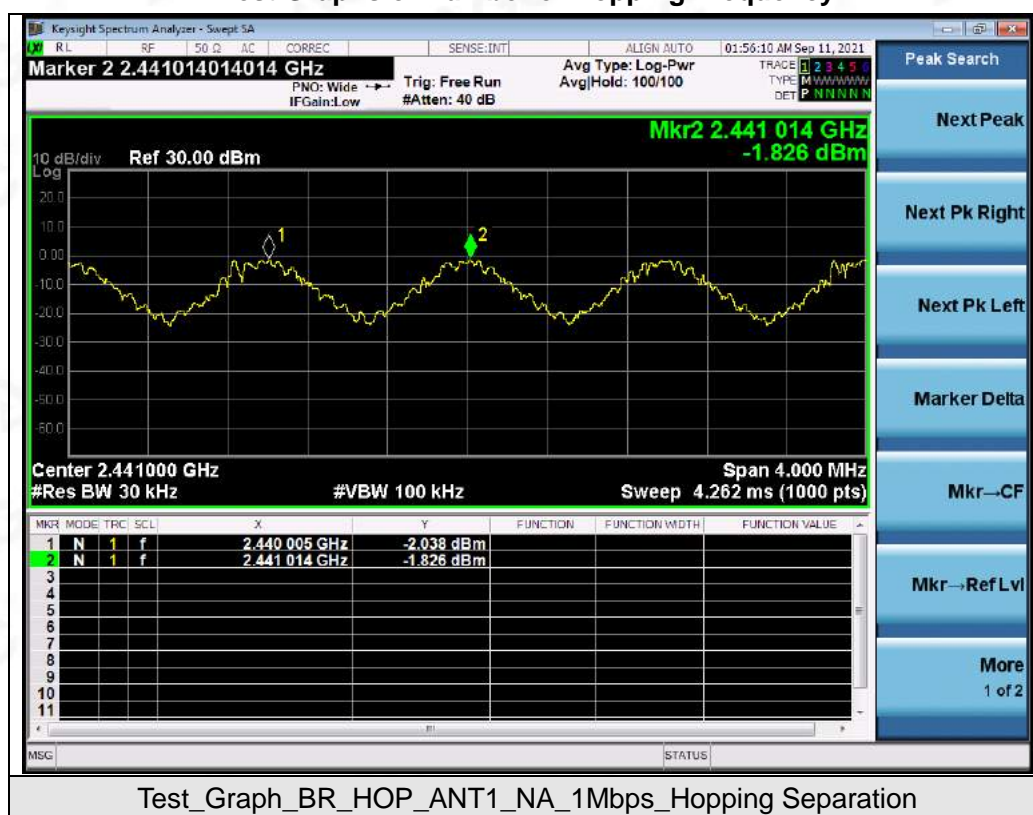 Keysight Spectrum Analyzer - Swept SA
RL RF 50 Ω AC CORREC SENSE:INT ALIGN AUTO 01:56:10 AM Sep 11, 2021
Marker 2 2.441014014014 GHz
PNO: Wide
IFGain:Low
Trig: Free Run
#Atten: 40 dB
Avg Type: Log-Pwr
Avg|Hold: 100/100
TRACE 1 2 3 4 5 6
TYPE M W W W W W
DET P N N N N N
Peak Search
Next Peak
Next Pk Right
Next Pk Left
Marker Delta
Mkr→CF
Mkr→Ref Lvl
More
1 of 2
Mkr2 2.441 014 GHz
-1.826 dBm
10 dB/div Ref 30.00 dBm
Log
20.0
10.0
0.00
-10.0
-20.0
-30.0
-40.0
-50.0
-60.0
1
2
Center 2.441000 GHz Span 4.000 MHz
#Res BW 30 kHz #VBW 100 kHz Sweep 4.262 ms (1000 pts)
MKR MODE TRC SCL X Y FUNCTION FUNCTION WIDTH FUNCTION VALUE
1 N 1 f 2.440 005 GHz -2.038 dBm
2 N 1 f 2.441 014 GHz -1.826 dBm
3
4
5
6
7
8
9
10
11
MSG STATUS
Test_Graph_BR_HOP_ANT1_NA_1Mbps_Hopping Separation